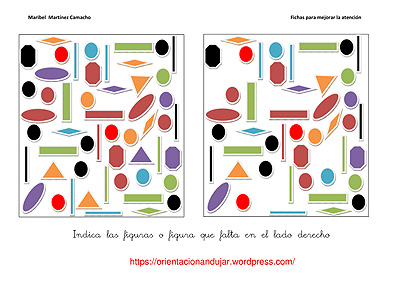 Maribel Martínez Camacho
Fichas para mejorar la atención
Indica las figuras o figura que falta en el lado derecho
https://orientacionandujar.wordpress.com/